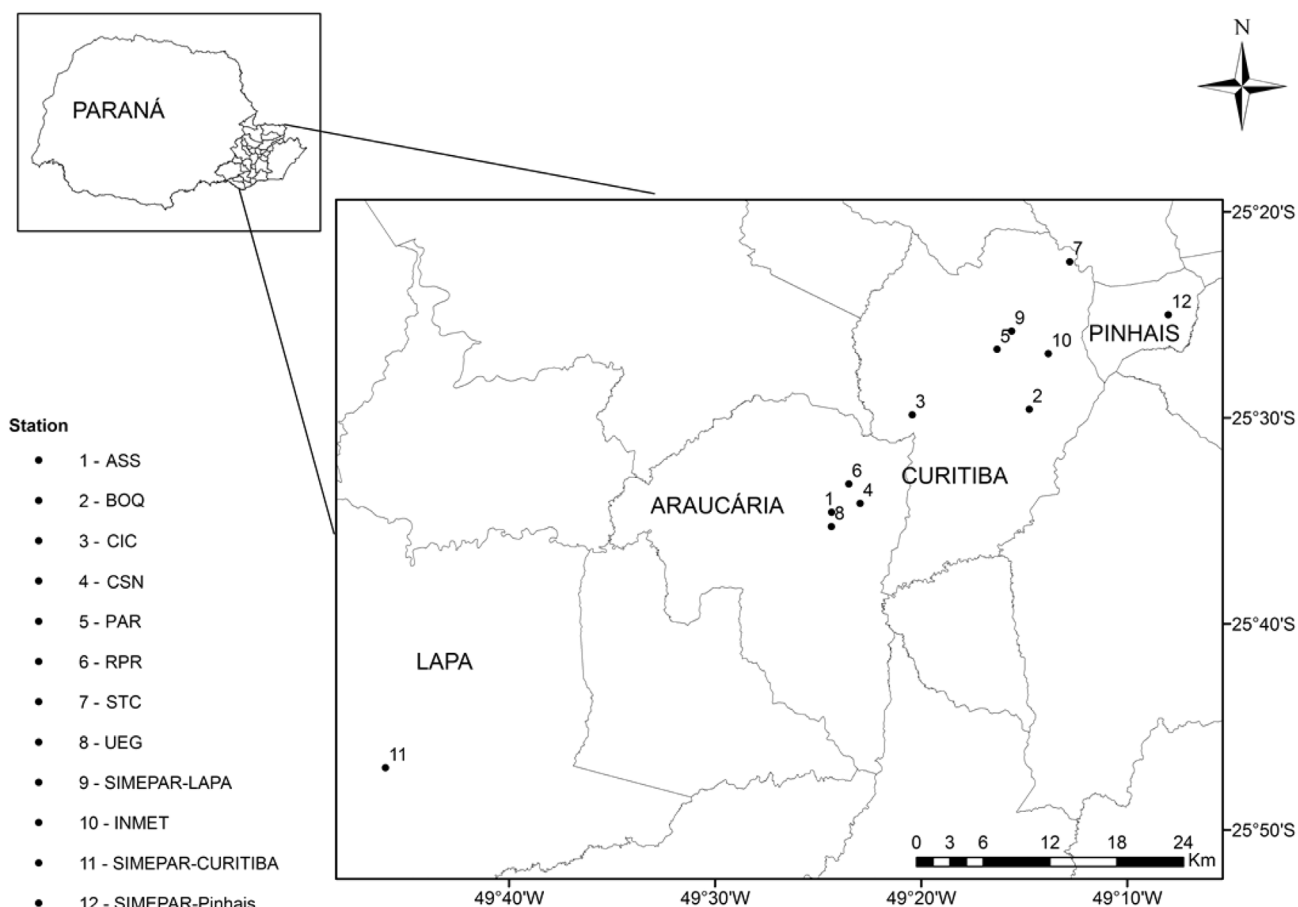 N
PARANÁ
25°20'S
7
12
9
PINHAIS
5
10
3
2
25°30'S
CURITIBA
6
ARAUCÁRIA
4
1
8
Station
1 - ASS
2 - BOQ
3 - CIC
4 - CSN
5 - PAR
6 - RPR
7 - STC
8 - UEG
9 - SIMEPAR-LAPA
10 - INMET
11 - SIMEPAR-CURITIBA
12 - SIMEPAR-Pinhais
25°40'S
LAPA
11
25°50'S
0 3 6 12 18 24
Km
49°40'W 49°30'W 49°20'W 49°10'W